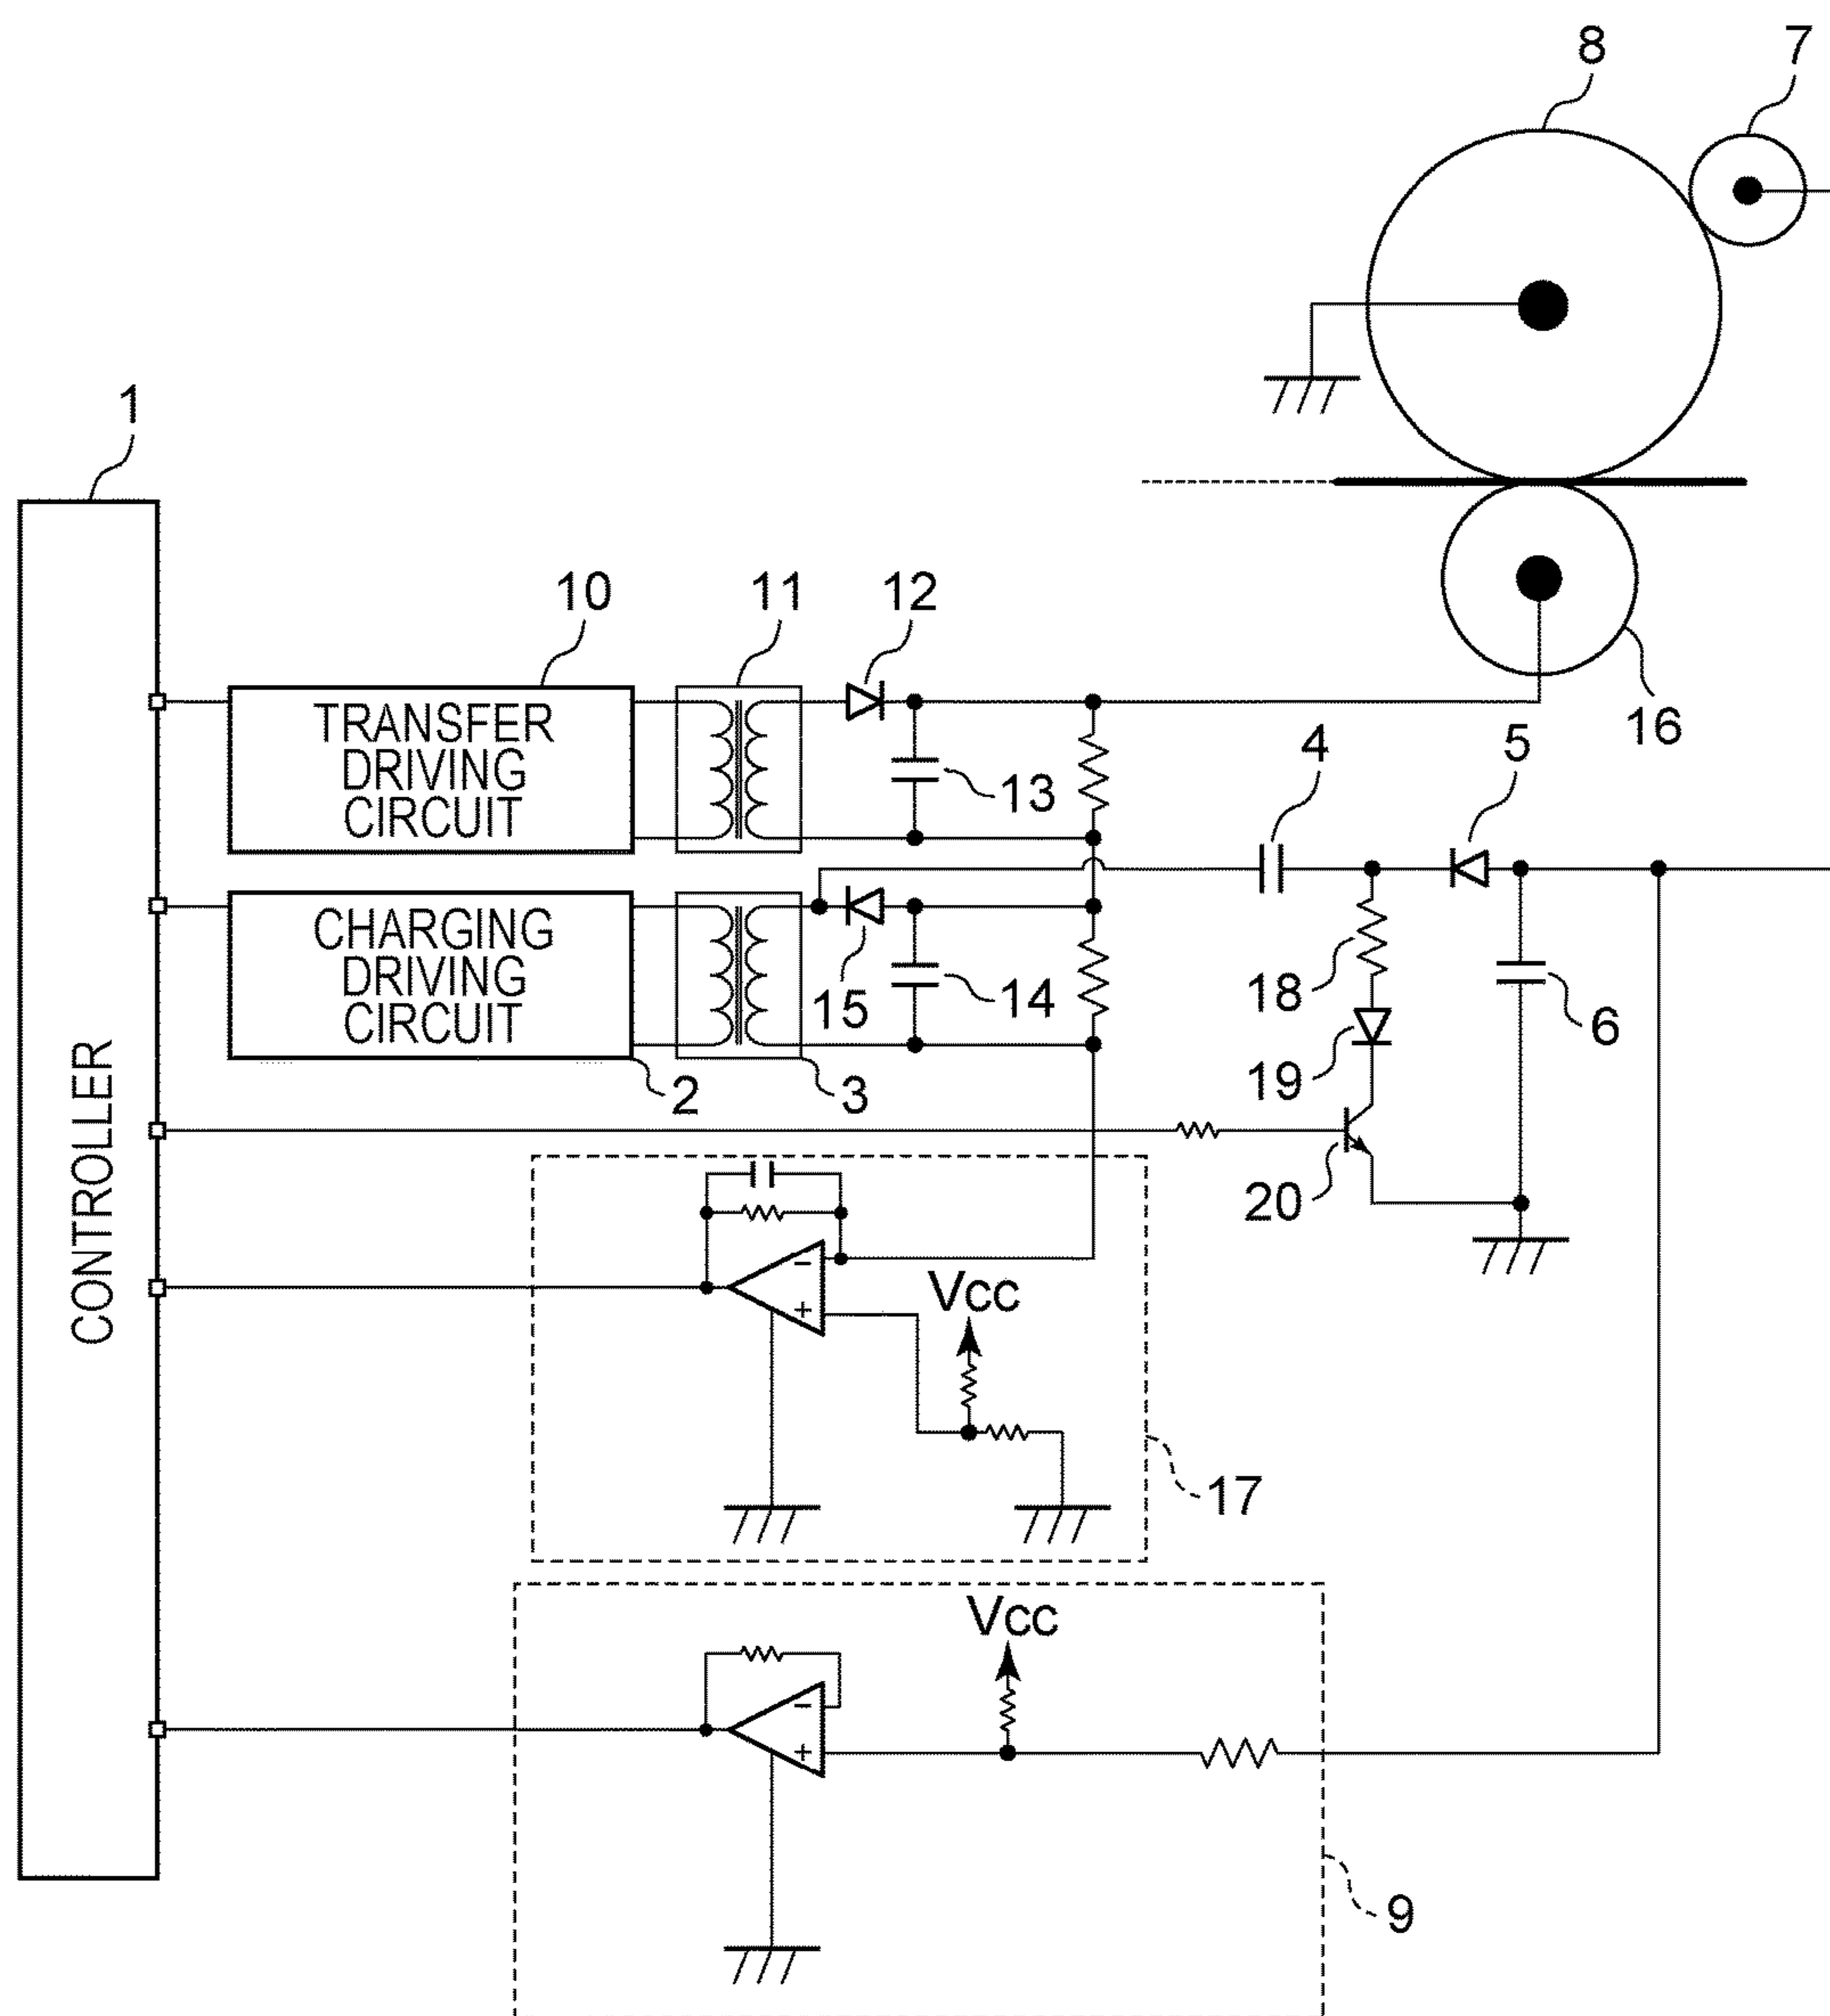 8
7
1
10
11
12
16
TRANSFER
DRIVING
CIRCUIT
13
4
5
CHARGING
DRIVING
CIRCUIT
15
14
18
6
2
3
19
CONTROLLER
20
−
+
VCC
17
VCC
−
+
9